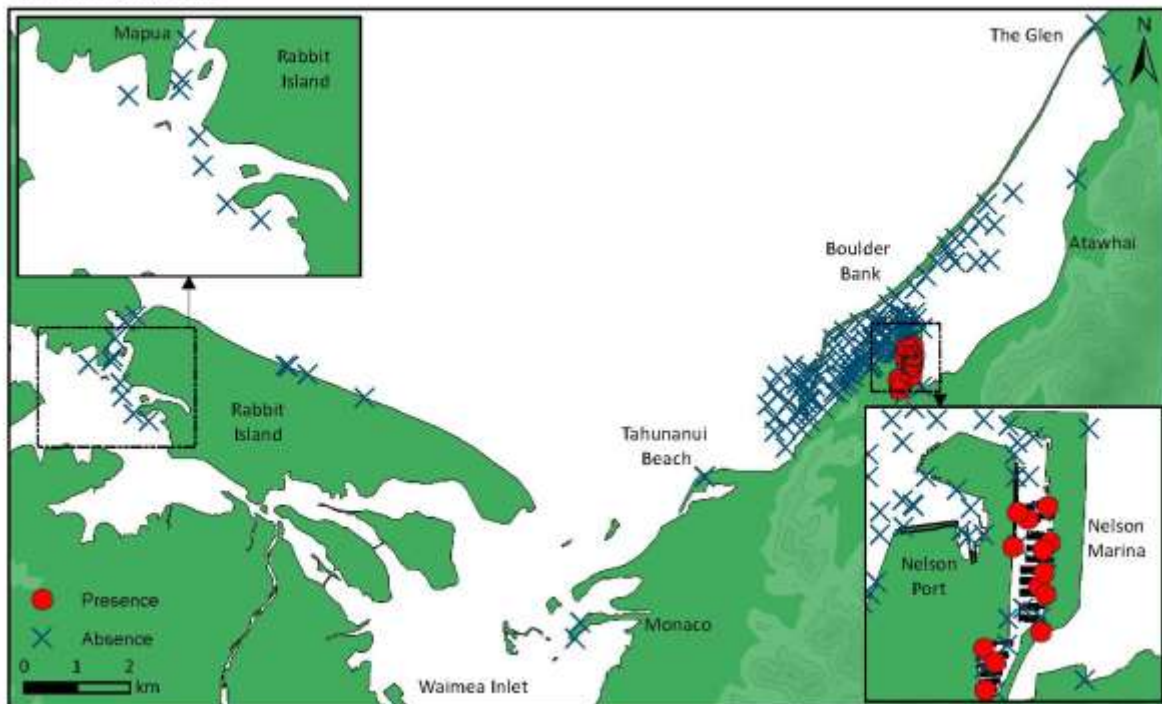 Mapua
Rabbit
Island
The Glen
N
Boulder
Bank
Atawhai
Rabbit
Island
Tahunanui
Beach
Nelson
Marina
Nelson
Port
Presence
Absence
Monaco
0 1 2
km
Waimea Inlet